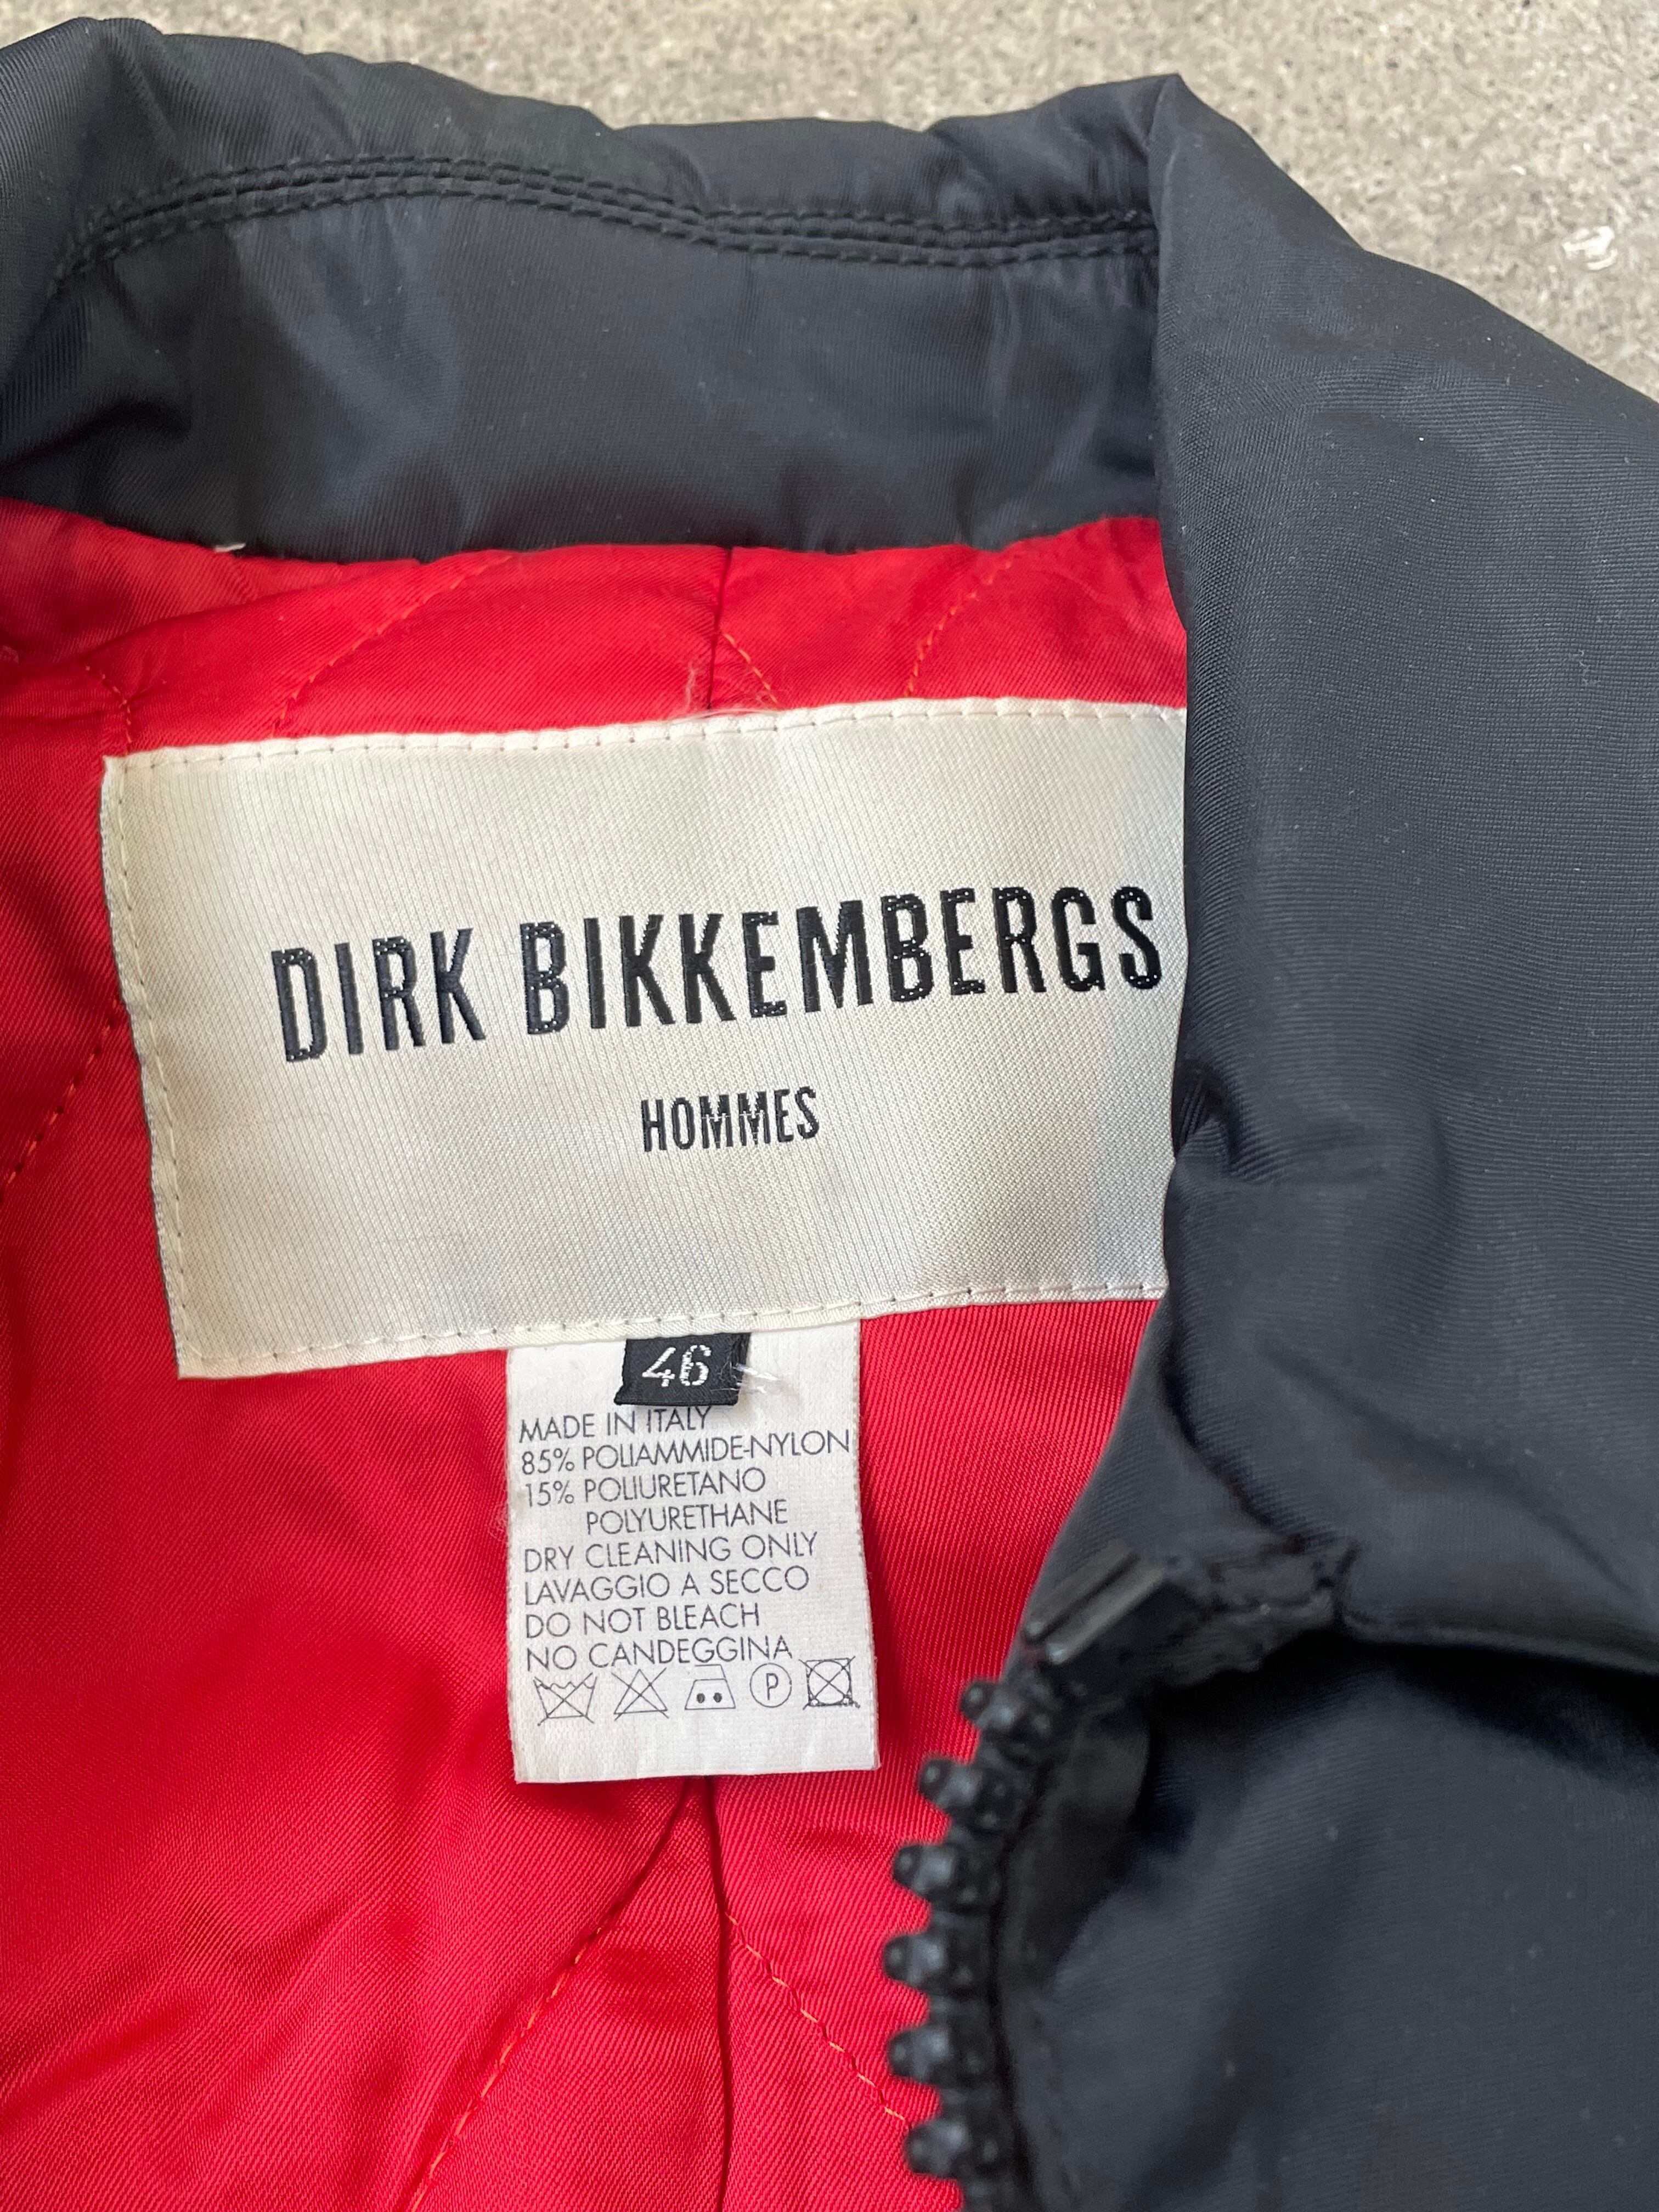 DIRK BIKKEMBERGS
HOMMES
46
MADE IN ITALY
85% POLIAMMIDE-NYLON
15% POLIURETANO
POLYURETHANE
DRY CLEANING ONLY
LAVAGGIO A SECCO
DO NOT BLEACH
NO CANDEGGINA
P